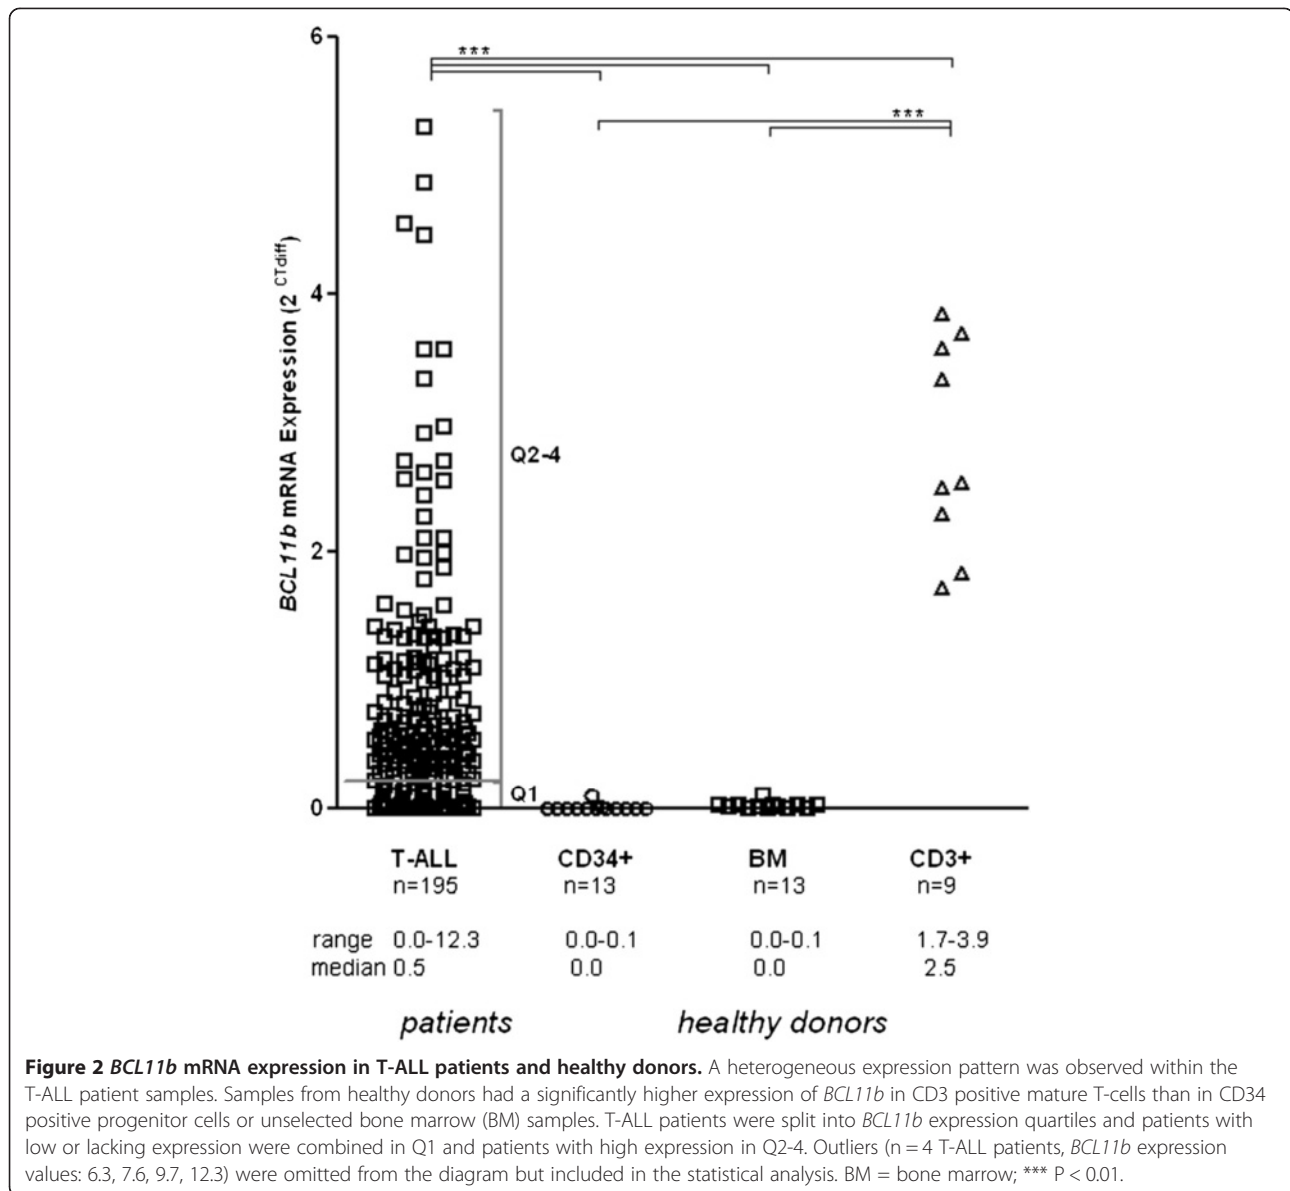 6
***
***
BCL11b mRNA Expression (2 CTdiff)
4
Q2-4
2
Q1
0
T-ALL CD34+ BM CD3+
n=195 n=13 n=13 n=9
range 0.0-12.3 0.0-0.1 0.0-0.1 1.7-3.9
median 0.5 0.0 0.0 2.5
patients healthy donors
Figure 2 BCL11b mRNA expression in T-ALL patients and healthy donors. A heterogeneous expression pattern was observed within the
T-ALL patient samples. Samples from healthy donors had a significantly higher expression of BCL11b in CD3 positive mature T-cells than in CD34
positive progenitor cells or unselected bone marrow (BM) samples. T-ALL patients were split into BCL11b expression quartiles and patients with
low or lacking expression were combined in Q1 and patients with high expression in Q2-4. Outliers (n = 4 T-ALL patients, BCL11b expression
values: 6.3, 7.6, 9.7, 12.3) were omitted from the diagram but included in the statistical analysis. BM = bone marrow; *** P < 0.01.